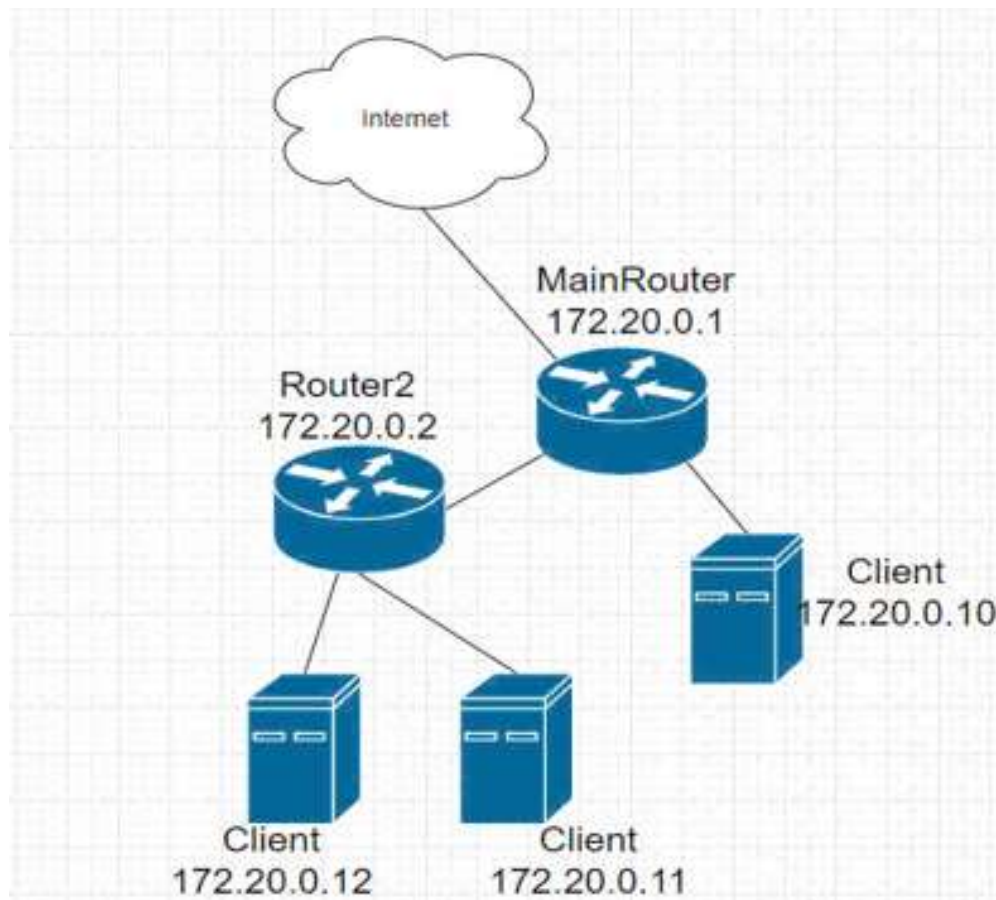 Internet
MainRouter
172.20.0.1
Router2
172.20.0.2
Client
172.20.0.10
Client
172.20.0.12
Client
172.20.0.11